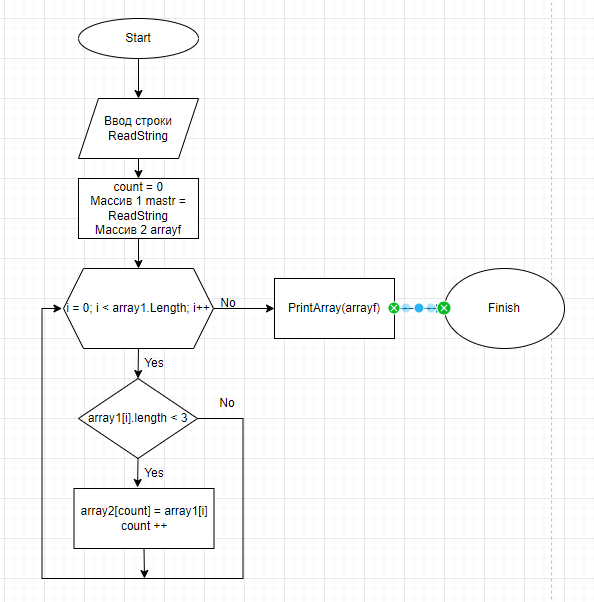 Start
Ввод строки
ReadString
count = 0
Массив 1 mastr =
ReadString
Массив 2 arrayf
i = 0; i < array1.Length; i++
No
PrintArray(arrayf)
Finish
Yes
array1[i].length < 3
No
Yes
array2[count] = array1[i]
count ++